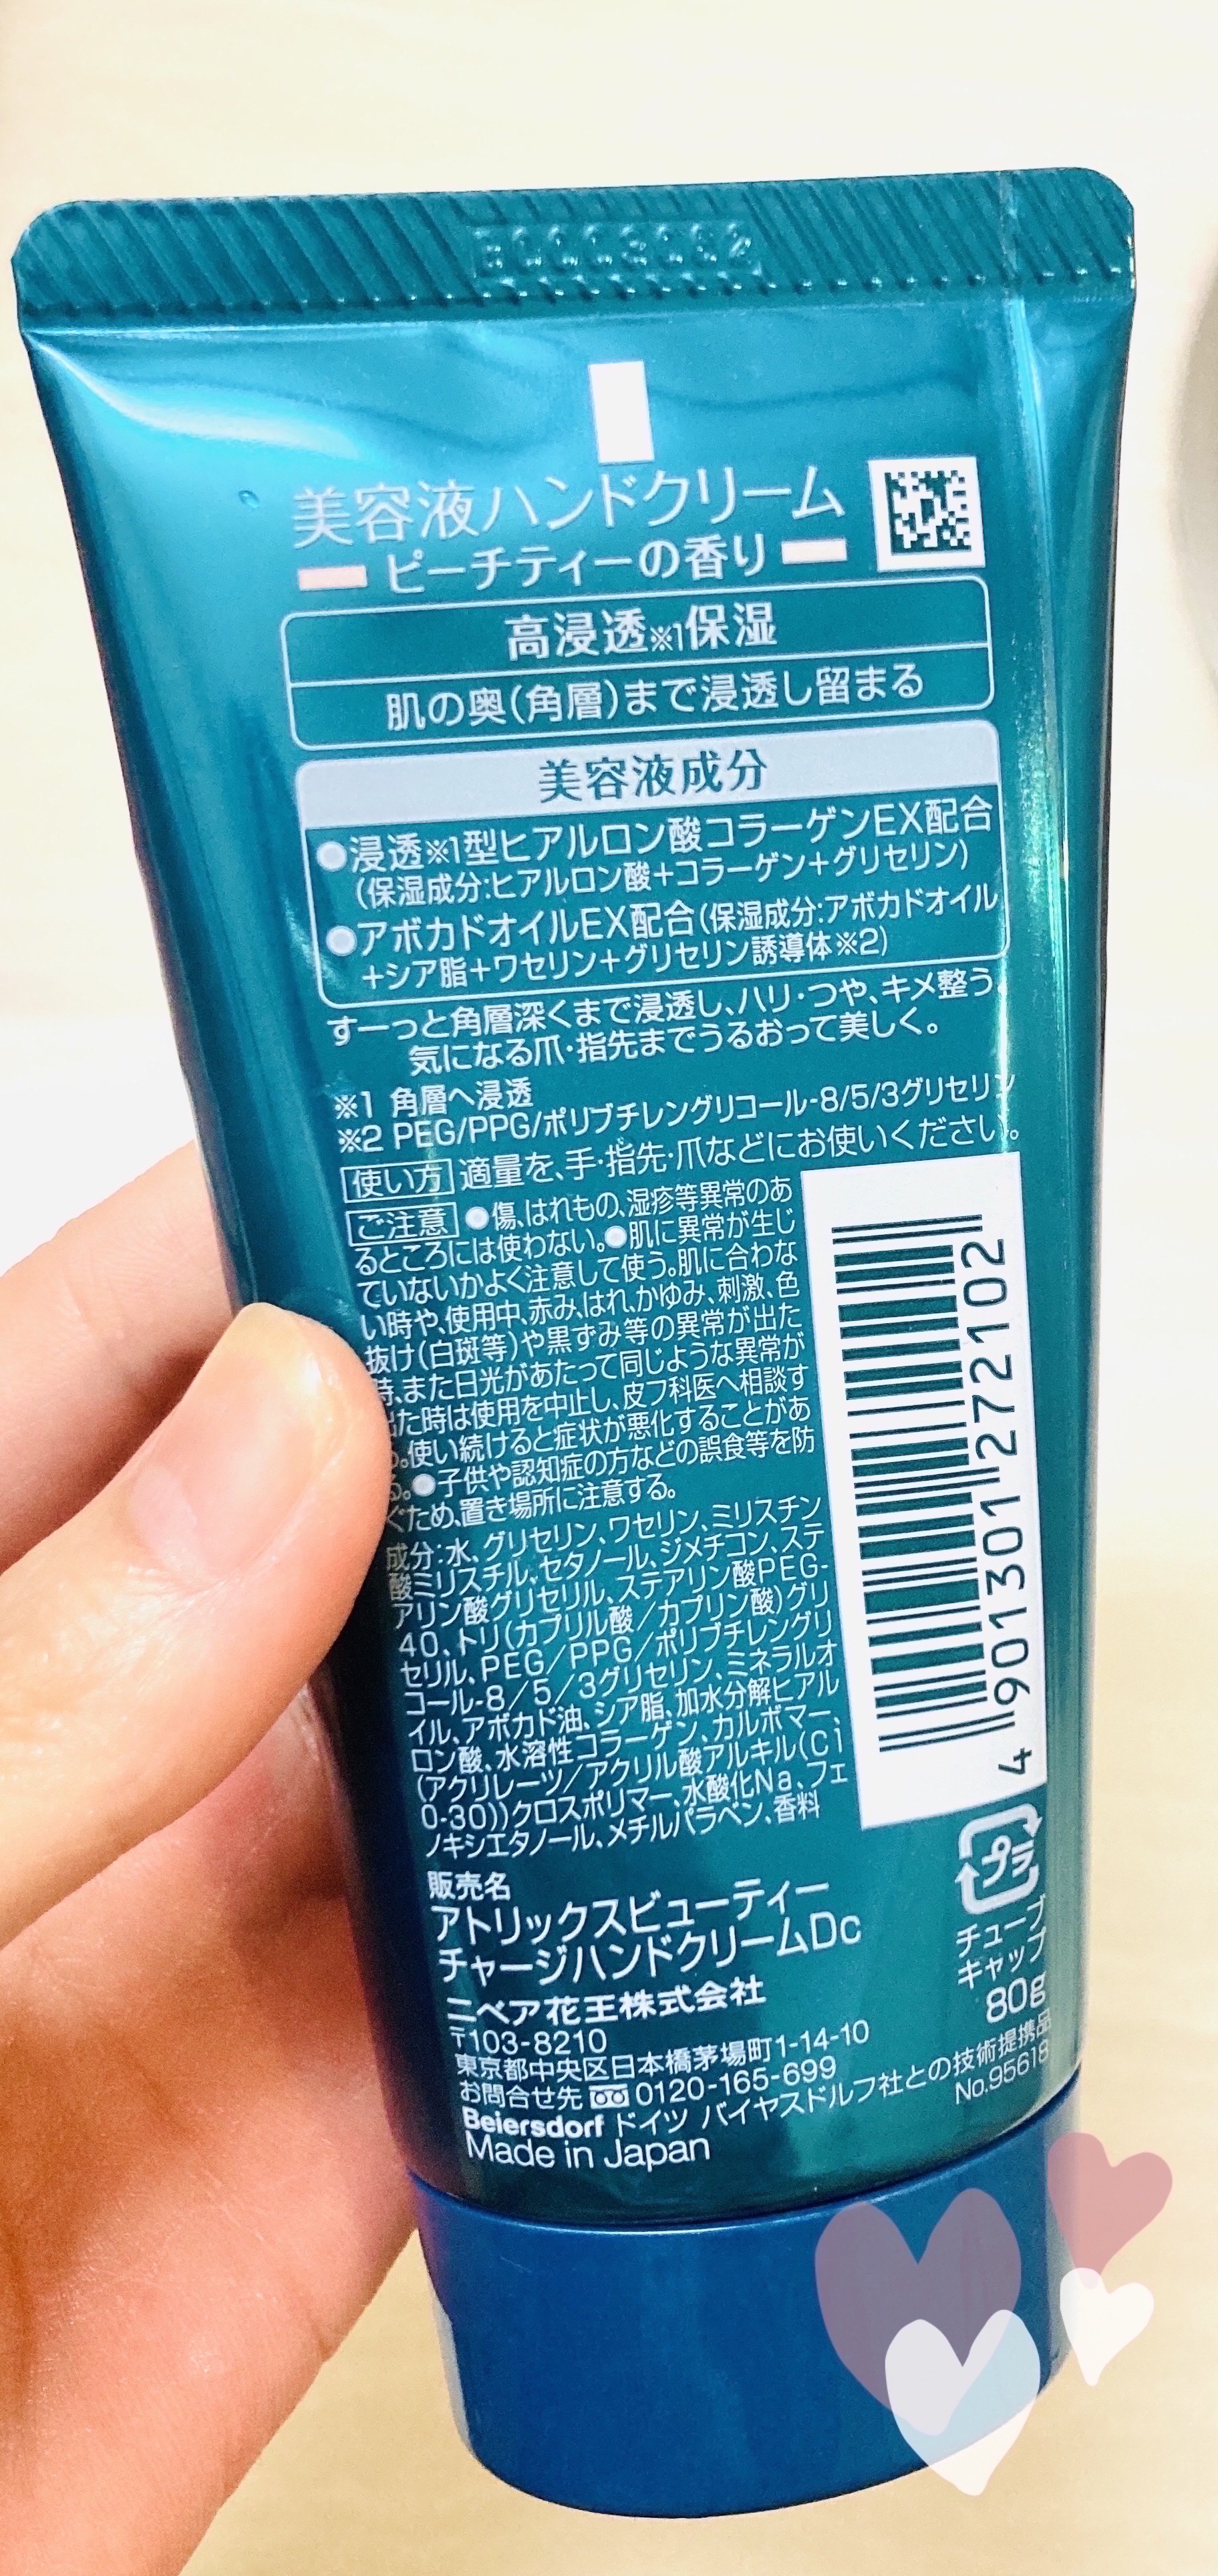 美容液ハンドクリーム
ピーチティーの香り
高浸透※1保湿
肌の奥(角層)まで浸透し留まる
美容液成分
●浸透※1型ヒアルロン酸コラーゲンEX配合
(保湿成分:ヒアルロン酸+コラーゲン+グリセリン)
●アボカドオイルEX配合(保湿成分:アボカドオイル
+シア脂+ワセリン+グリセリン誘導体※2)
すーっと角層深くまで浸透し、ハリ・つや、キメ整う。
気になる爪・指先までうるおって美しく。
※1 角層へ浸透
※2 PEG/PPG/ポリブチレングリコール-8/5/3グリセリン
使い方 適量を、手・指先・爪などにお使いください。
ご注意 ●傷、はれもの、湿疹等異常のあ
るところには使わない。●肌に異常が生じ
ていないかよく注意して使う。肌に合わな
い時や、使用中、赤み、はれ、かゆみ、刺激、色
抜け(白斑等)や黒ずみ等の異常が出た
時、また日光があたって同じような異常が
出た時は使用を中止し、皮フ科医へ相談す
る。使い続けると症状が悪化することがあ
る。●子供や認知症の方などの誤食等を防
ぐため、置き場所に注意する。
成分:水、グリセリン、ワセリン、ミリスチン
酸ミリスチル、セタノール、ジメチコン、ステ
アリン酸グリセリル、ステアリン酸PEG-
40、トリ(カプリル酸/カプリン酸)グリ
セリル、PEG/PPG/ポリブチレングリ
コール-8/5/3グリセリン、ミネラルオ
イル、アボカド油、シア脂、加水分解ヒアル
ロン酸、水溶性コラーゲン、カルボマー、
(アクリレーツ/アクリル酸アルキル(C1
0-30))クロスポリマー、水酸化Na、フェ
ノキシエタノール、メチルパラベン、香料
4 901301 272102
販売名
アトリックスビューティー
チャージハンドクリームDc
プラ
チューブ
キャップ
80g
ニベア花王株式会社
〒103-8210
東京都中央区日本橋茅場町1-14-10
お問合せ先 0120-165-699
Beiersdorf ドイツ バイヤスドルフ社との技術提携品
Made in Japan
No.95618